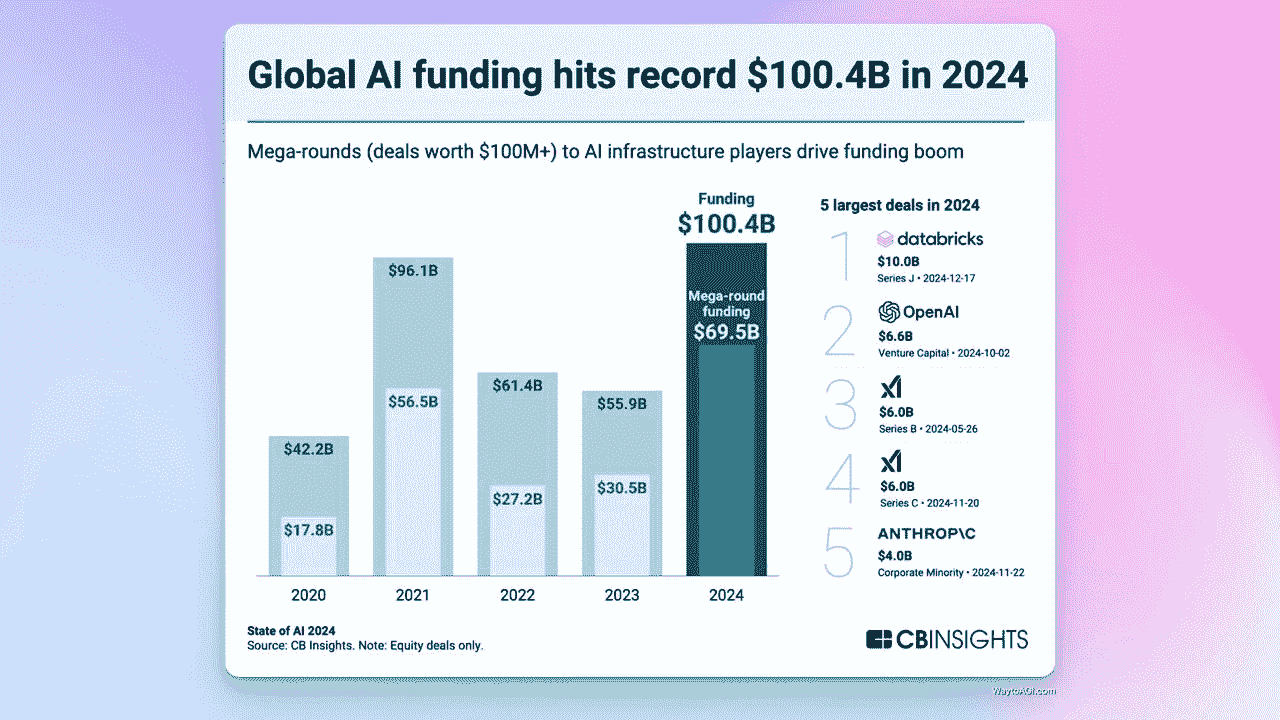 Global AI funding hits record $100.4B in 2024
Mega-rounds (deals worth $100M+) to AI infrastructure players drive funding boom
Funding
$100.4B
Mega-round
funding
$69.5B
$96.1B
$56.5B
$61.4B
$27.2B
$55.9B
$30.5B
$42.2B
$17.8B
2020
2021
2022
2023
2024
5 largest deals in 2024
1
databricks
$10.0B
Series J • 2024-12-17
2
OpenAI
$6.6B
Venture Capital • 2024-10-02
3
xI
$6.0B
Series B • 2024-05-26
4
xI
$6.0B
Series C • 2024-11-20
5
ANTHROP\C
$4.0B
Corporate Minority • 2024-11-22
State of AI 2024
Source: CB Insights. Note: Equity deals only.
CBINSIGHTS
WaytoAGI.com